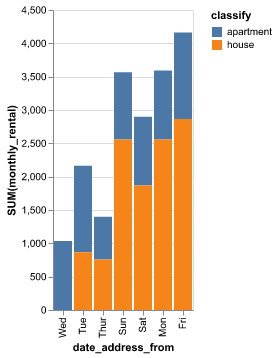 classify
apartment
house
SUM(monthly_rental)
4,500
4,000
3,500
3,000
2,500
2,000
1,500
1,000
500
0
Wed
Tue
Thur
Sun
Sat
Mon
Fri
date_address_from